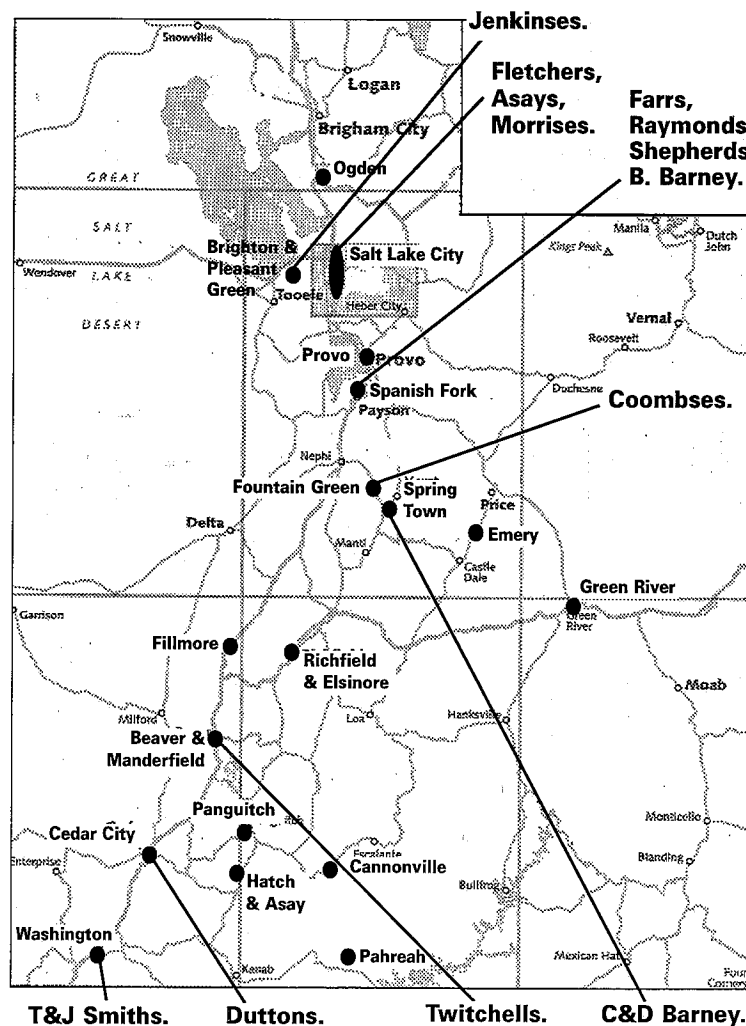 Jenkinses.
Fletchers,
Asays,
Morrises.
Farrs,
Raymonds
Shepherds
B. Barney.
Snowville
Logan
Brigham City
Ogden
GREAT
SALT
LAKE
DESERT
Wendover
Brighton &
Pleasant
Green
Tooele
Salt Lake City
Heber City
Kings Peak
Manila
Dutch
John
Vernal
Roosevelt
Duchesne
Provo
Provo
Spanish Fork
Payson
Coombses.
Nephi
Fountain Green
Spring
Town
Price
Delta
Manti
Emery
Castle
Dale
Green River
Green
River
Garrison
Fillmore
Richfield
& Elsinore
Moab
Milford
Loa
Hanksville
Beaver &
Manderfield
Panguitch
Cedar City
Monticello
Enterprise
Escalante
Blanding
Cannonville
Hatch
& Asay
Bullfrog
Washington
Pahreah
Kanab
Mexican Hat
Four
Corners
T&J Smiths.
Duttons.
Twitchells.
C&D Barney.